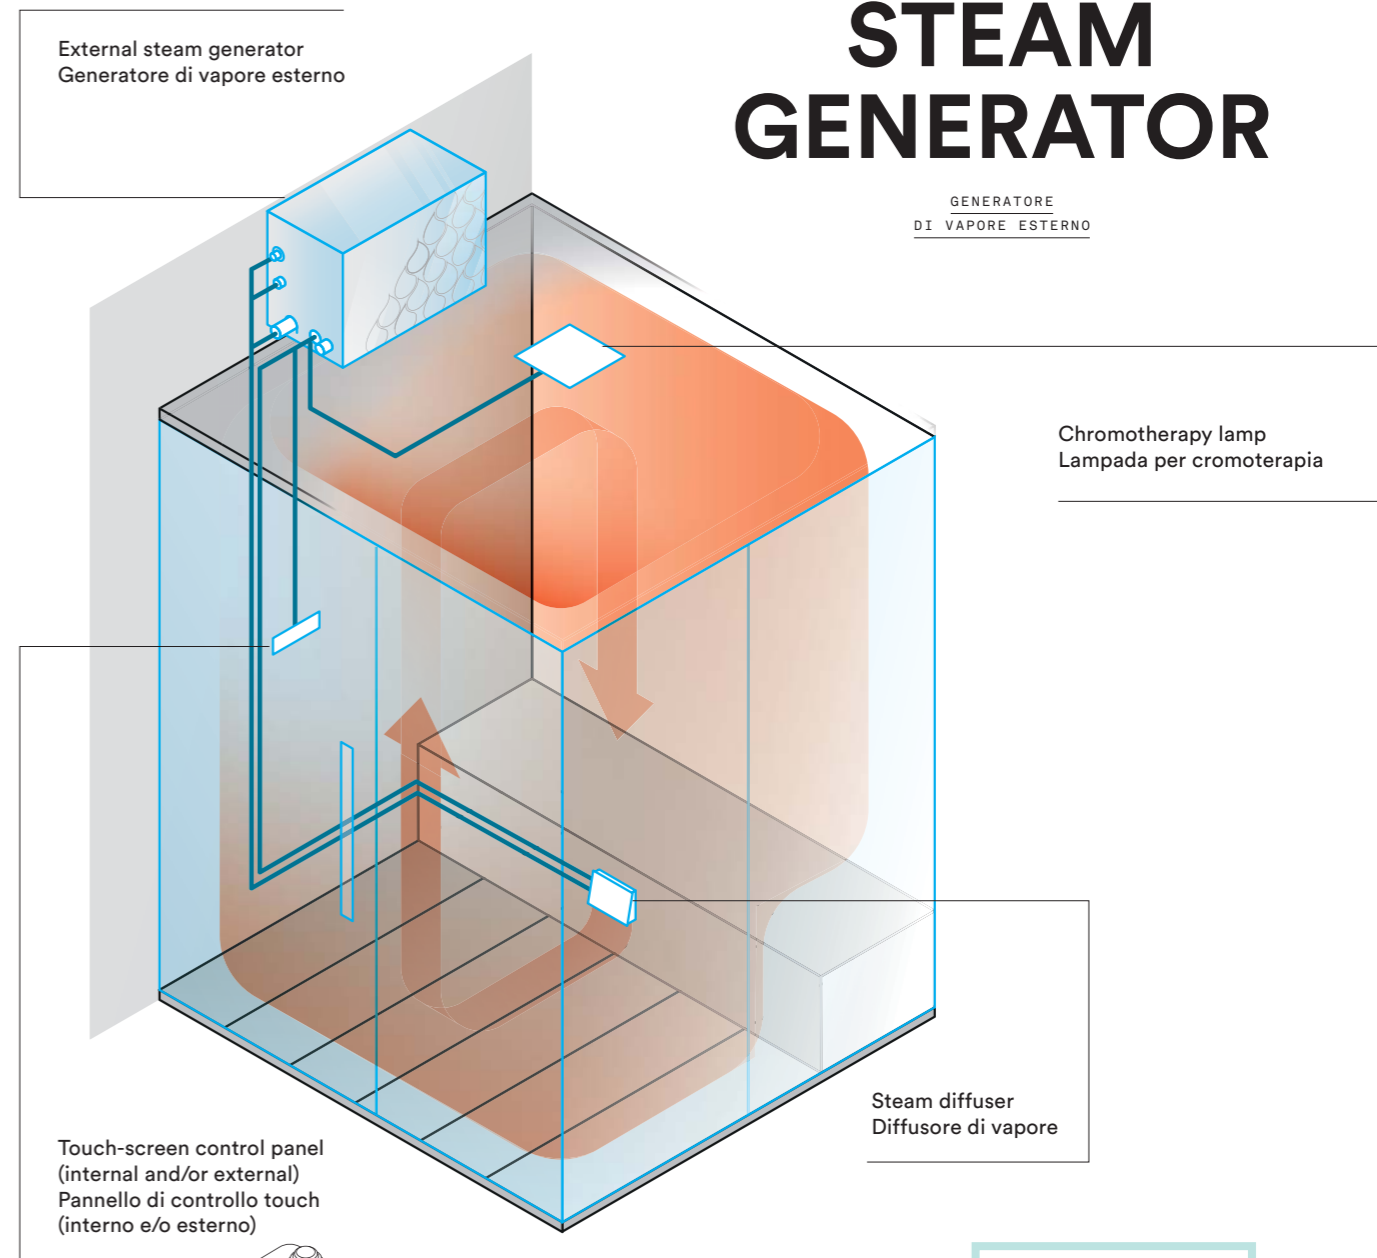 STEAM
GENERATOR
GENERATORE
DI VAPORE ESTERNO
External steam generator
Generatore di vapore esterno
Chromotherapy lamp
Lampada per cromoterapia
Steam diffuser
Diffusore di vapore
Touch-screen control panel
(internal and/or external)
Pannello di controllo touch
(interno e/o esterno)